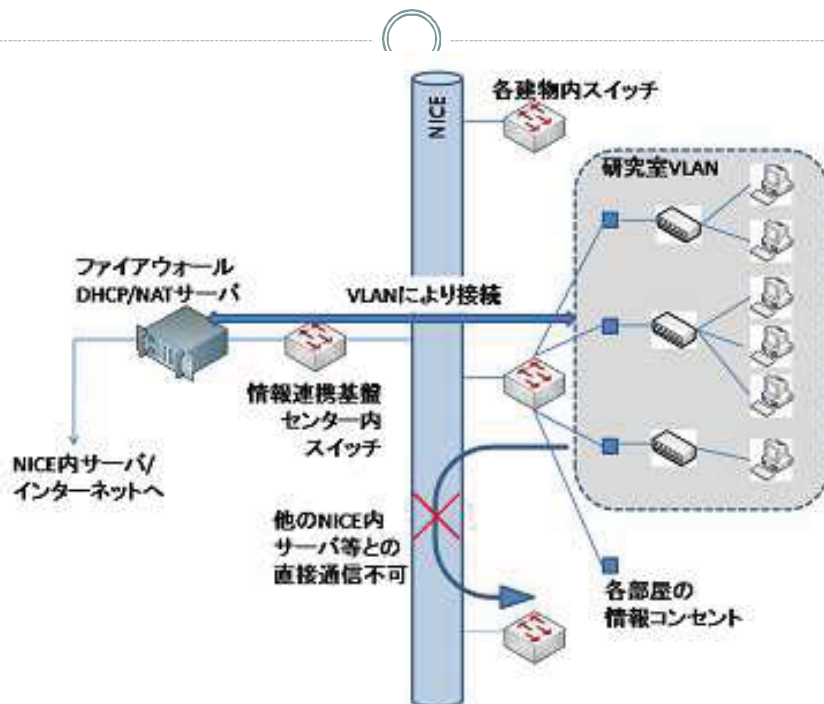 NICE
各建物内スイッチ
研究室VLAN
ファイアウォール
DHCP/NATサーバ
VLANにより接続
情報連携基盤
センター内
スイッチ
NICE内サーバ/
インターネットへ
他のNICE内
サーバ等との
直接通信不可
各部屋の
情報コンセント